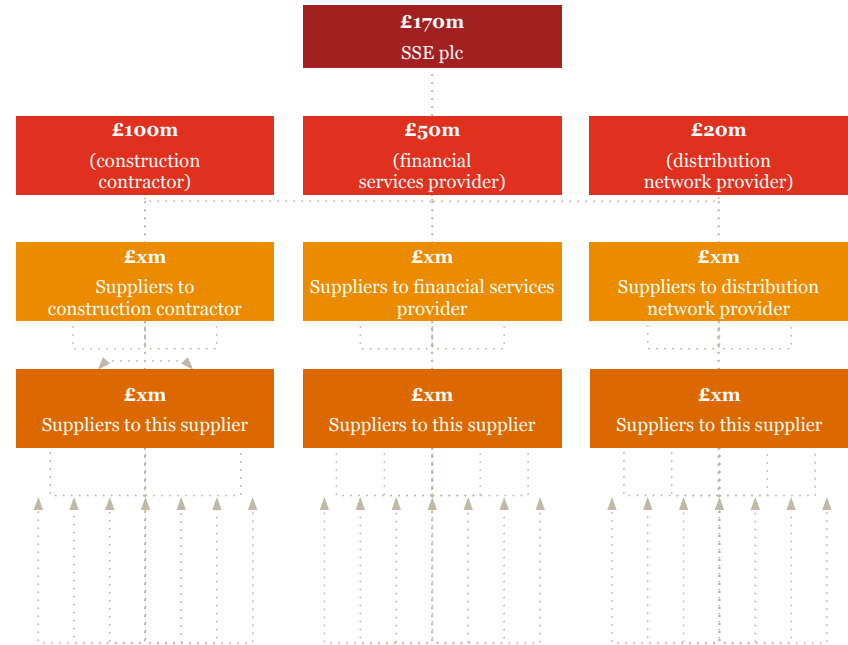 £170m
SSE plc
£100m
(construction
contractor)
£50m
(financial
services provider)
£20m
(distribution
network provider)
£xm
Suppliers to
construction contractor
£xm
Suppliers to financial services
provider
£xm
Suppliers to distribution
network provider
£xm
Suppliers to this supplier
£xm
Suppliers to this supplier
£xm
Suppliers to this supplier